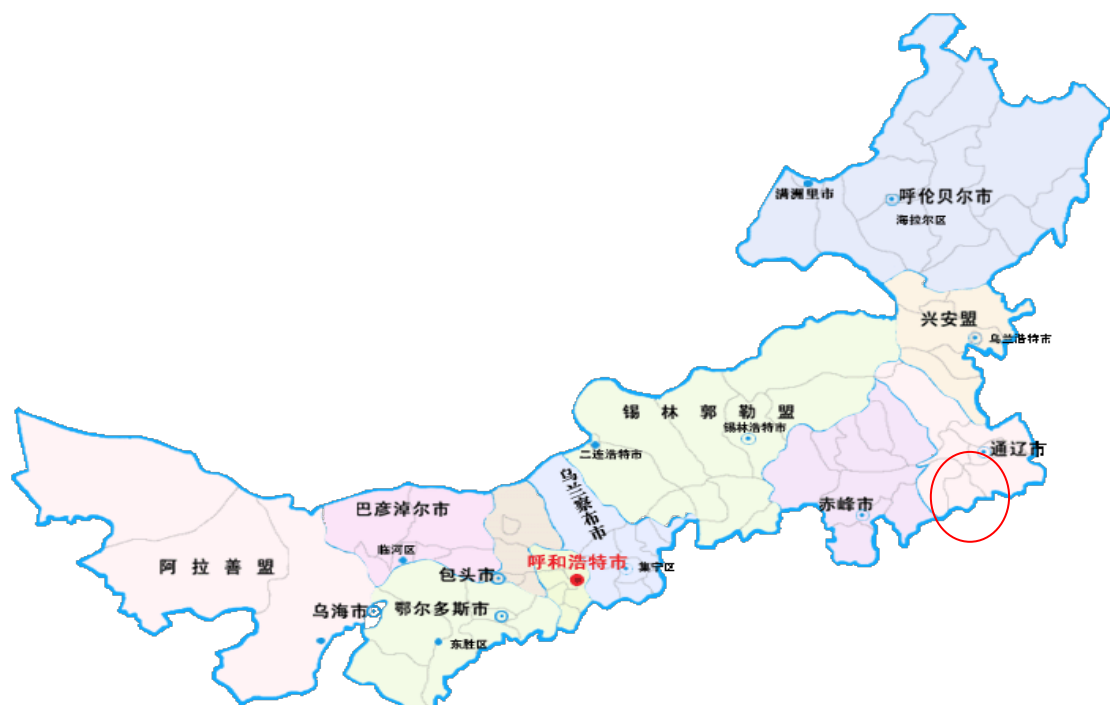 满洲里市
呼伦贝尔市
海拉尔区
兴安盟
乌兰浩特市
锡林郭勒盟
锡林浩特市
二连浩特市
通辽市
赤峰市
乌兰察布市
集宁区
呼和浩特市
巴彦淖尔市
临河区
包头市
阿拉善盟
乌海市
鄂尔多斯市
东胜区